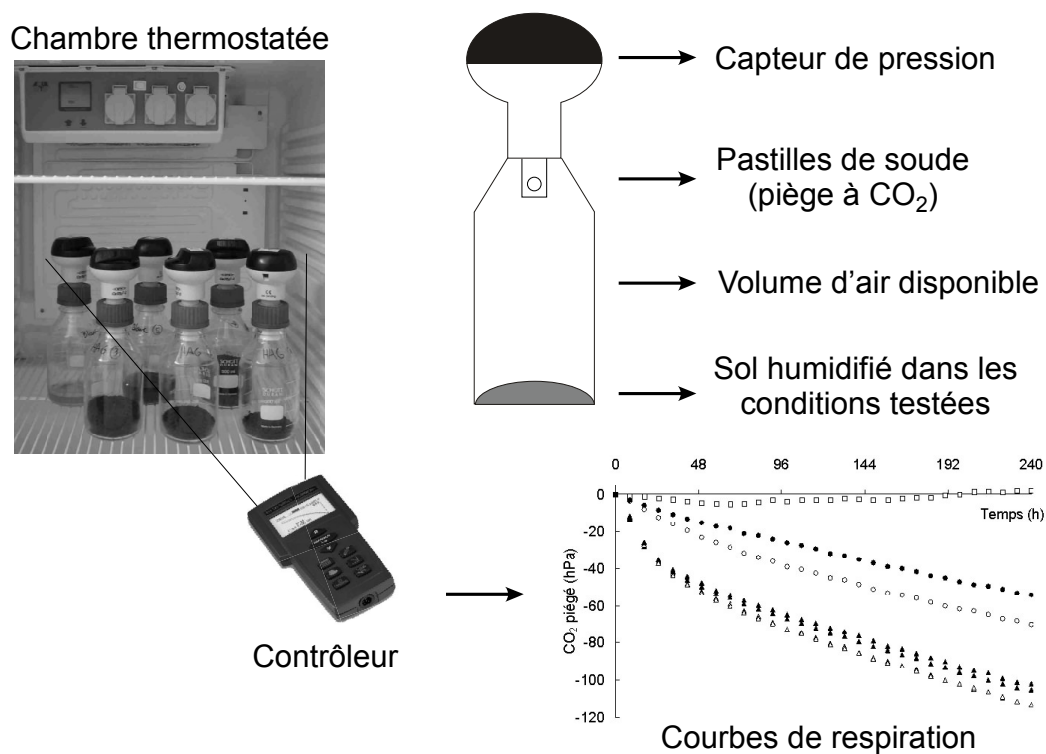 Chambre thermostatée
Capteur de pression
Pastilles de soude
(piège à CO₂)
Volume d'air disponible
Sol humidifié dans les
conditions testées
Contrôleur
0 48 96 144 192 240
Temps (h)
0
-20
-40
-60
-80
-100
-120
CO₂ piégé (hPa)
Courbes de respiration